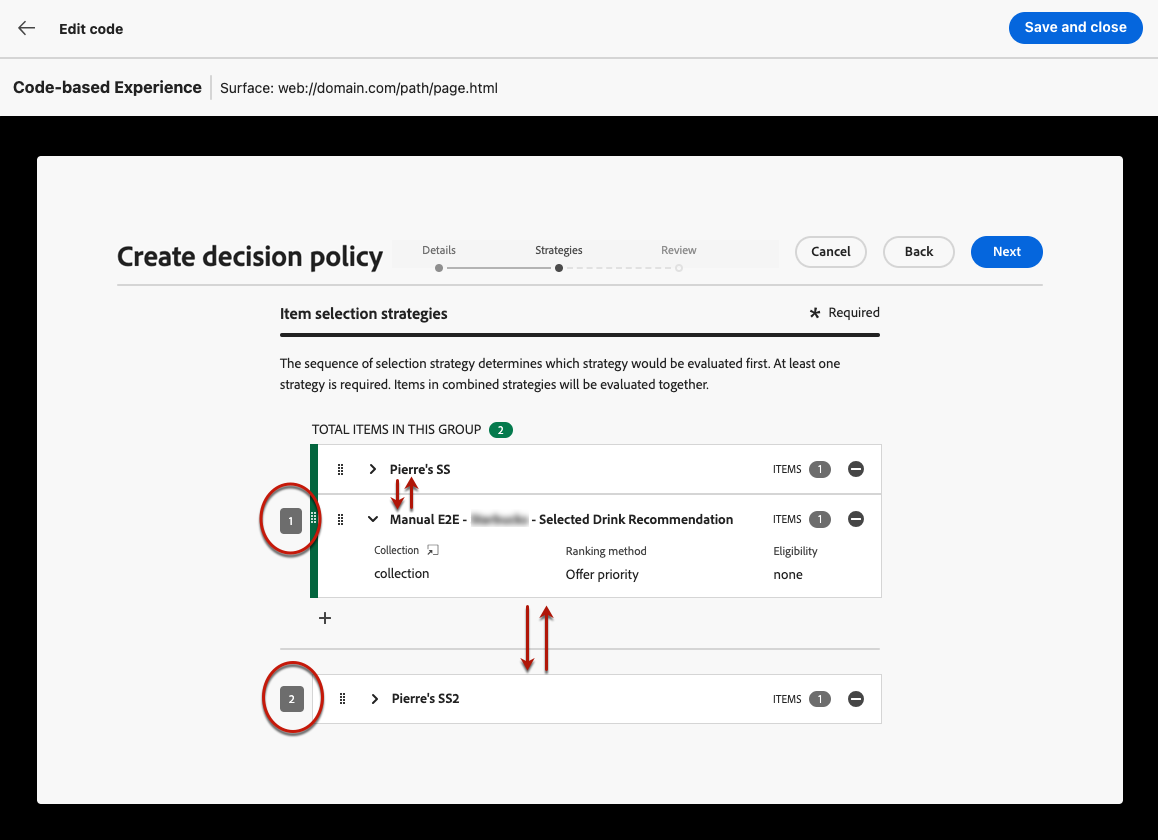 Edit code
Save and close
Code-based Experience
Surface: web://domain.com/path/page.html
Create decision policy
Details
Strategies
Review
Cancel
Back
Next
Item selection strategies
* Required
The sequence of selection strategy determines which strategy would be evaluated first. At least one
strategy is required. Items in combined strategies will be evaluated together.
TOTAL ITEMS IN THIS GROUP 2
Pierre's SS
ITEMS 1
1
Manual E2E - - Selected Drink Recommendation
ITEMS 1
Collection
Ranking method
Eligibility
collection
Offer priority
none
2
Pierre's SS2
ITEMS 1